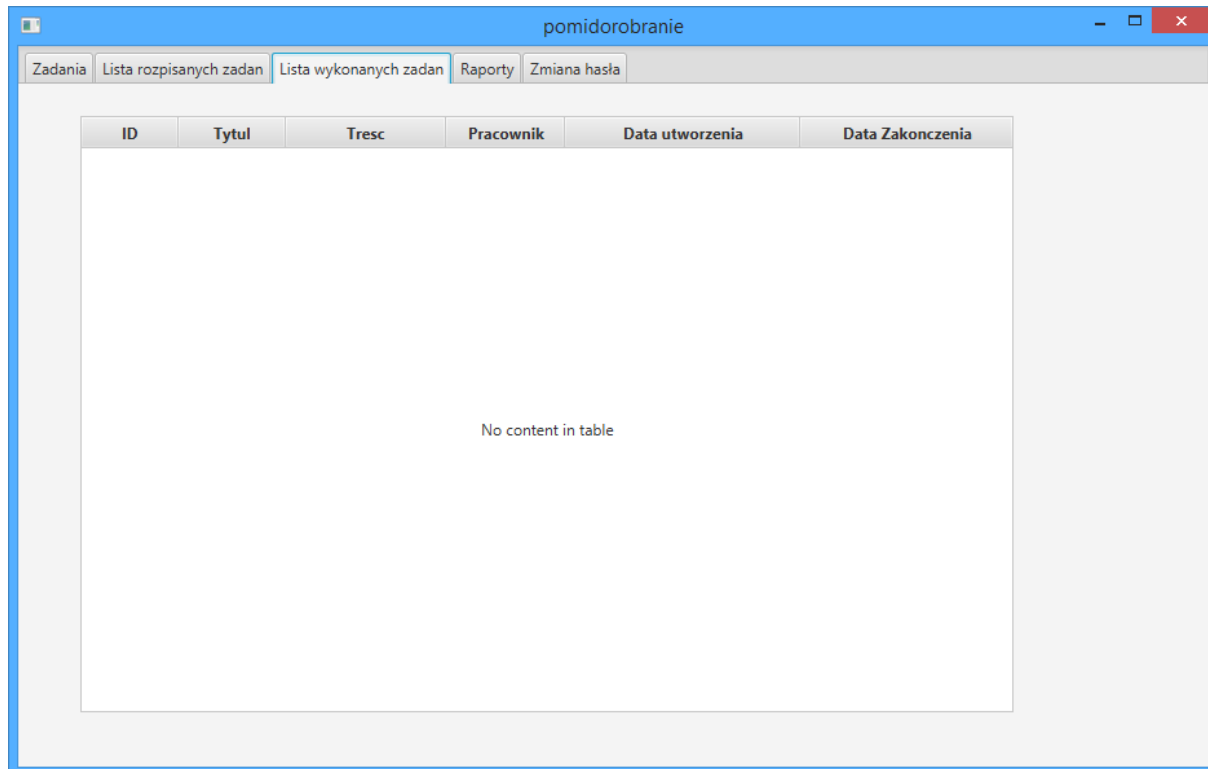 pomidorobranie
Zadania Lista rozpisanych zadan Lista wykonanych zadan Raporty Zmiana hasła
ID Tytul Tresc Pracownik Data utworzenia Data Zakonczenia
No content in table